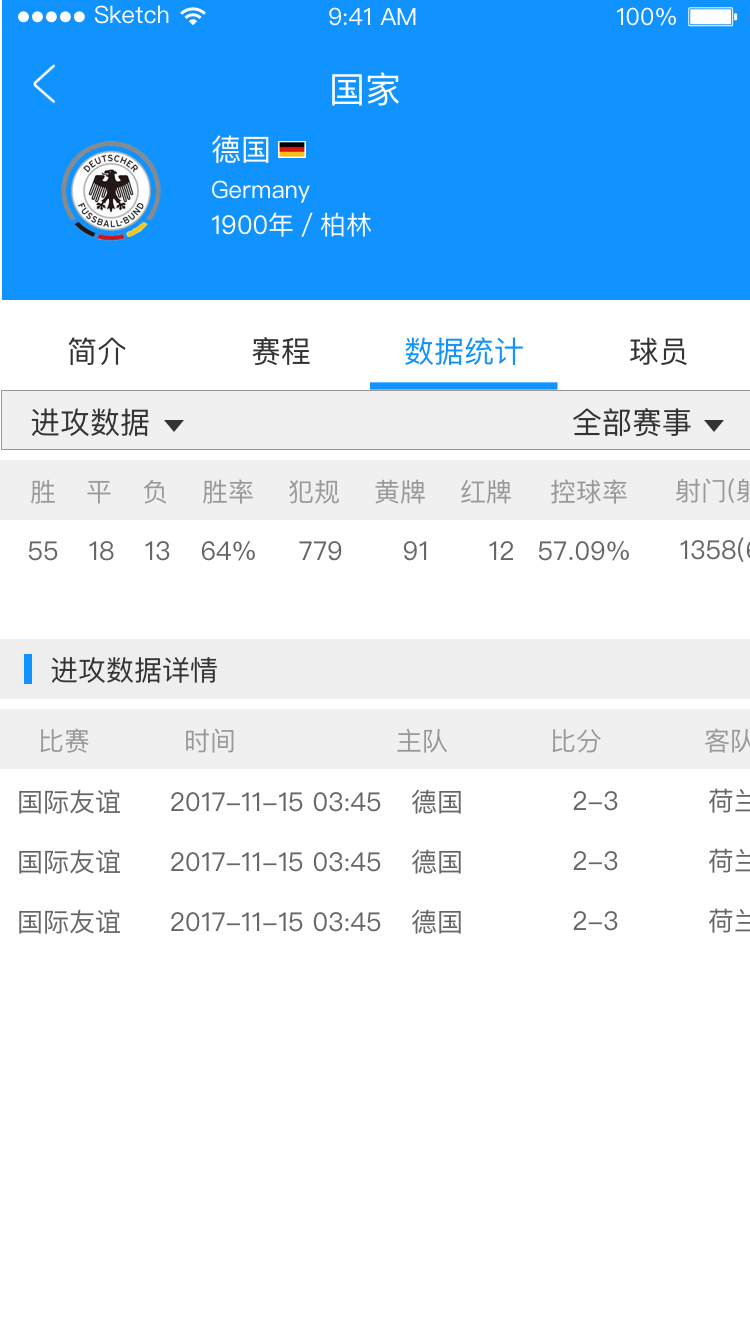 Sketch 9:41 AM 100%
国家
德国
Germany
1900年 / 柏林
DEUTSCHER FUSSBALL-BUND
简介 赛程 数据统计 球员
进攻数据 全部赛事
胜 平 负 胜率 犯规 黄牌 红牌 控球率 射门(射
55 18 13 64% 779 91 12 57.09% 1358(6
进攻数据详情
比赛 时间 主队 比分 客队
国际友谊 2017-11-15 03:45 德国 2-3 荷兰
国际友谊 2017-11-15 03:45 德国 2-3 荷兰
国际友谊 2017-11-15 03:45 德国 2-3 荷兰